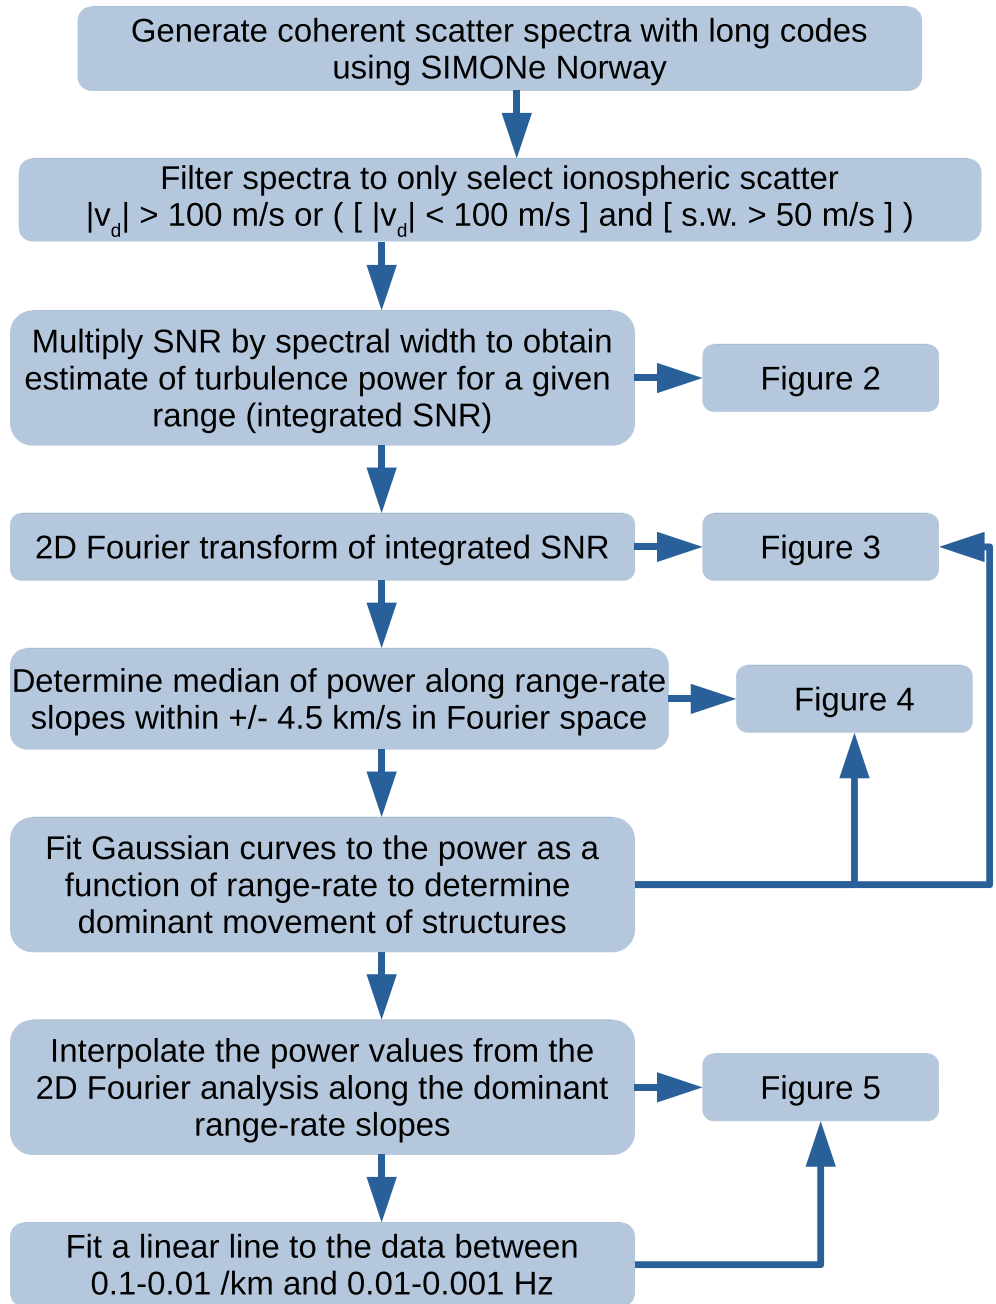 Generate coherent scatter spectra with long codes
using SIMONe Norway
Filter spectra to only select ionospheric scatter
|v_d| > 100 m/s or ( [ |v_d| < 100 m/s ] and [ s.w. > 50 m/s ] )
Multiply SNR by spectral width to obtain
estimate of turbulence power for a given
range (integrated SNR)
Figure 2
2D Fourier transform of integrated SNR
Figure 3
Determine median of power along range-rate
slopes within +/- 4.5 km/s in Fourier space
Figure 4
Fit Gaussian curves to the power as a
function of range-rate to determine
dominant movement of structures
Interpolate the power values from the
2D Fourier analysis along the dominant
range-rate slopes
Figure 5
Fit a linear line to the data between
0.1-0.01 /km and 0.01-0.001 Hz